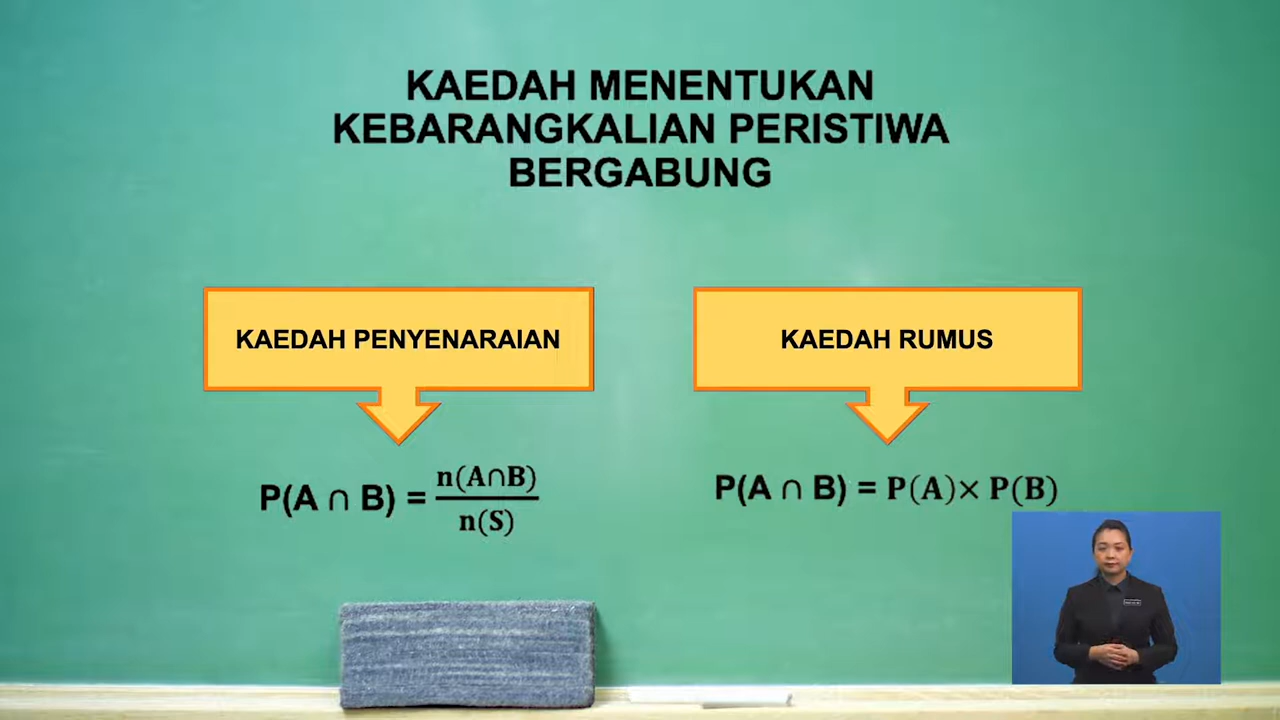 KAEDAH MENENTUKAN
KEBARANGKALIAN PERISTIWA
BERGABUNG
KAEDAH PENYENARAIAN
KAEDAH RUMUS
P(A ∩ B) = n(A∩B)/n(S)
P(A ∩ B) = P(A)× P(B)